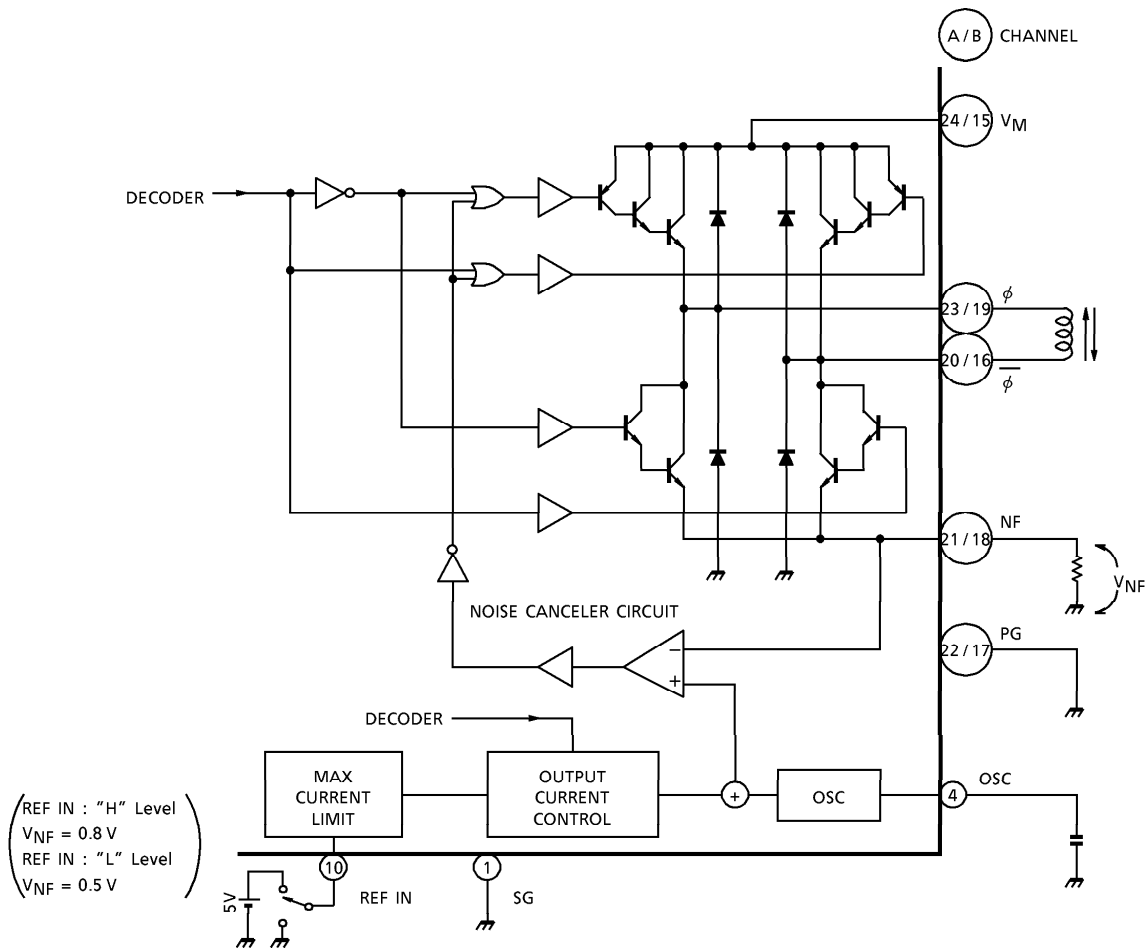 A / B CHANNEL
24 / 15 VM
DECODER
23 / 19 ϕ
20 / 16 ϕ̅
21 / 18 NF
VNF
NOISE CANCELER CIRCUIT
22 / 17 PG
−
+
DECODER
MAX
CURRENT
LIMIT
OUTPUT
CURRENT
CONTROL
+
OSC
4 OSC
REF IN : "H" Level
VNF = 0.8 V
REF IN : "L" Level
VNF = 0.5 V
10 REF IN
5V
1 SG